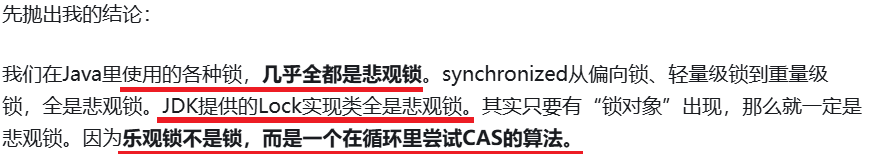 先抛出我的结论：
我们在Java里使用的各种锁，几乎全都是悲观锁。synchronized从偏向锁、轻量级锁到重量级
锁，全是悲观锁。JDK提供的Lock实现类全是悲观锁。其实只要有“锁对象”出现，那么就一定是
悲观锁。因为乐观锁不是锁，而是一个在循环里尝试CAS的算法。